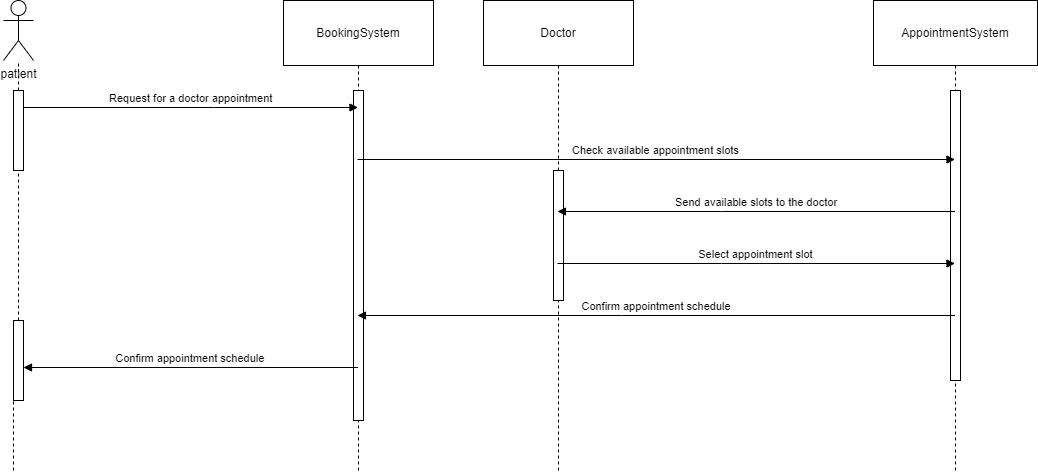 BookingSystem
Doctor
AppointmentSystem
patient
Request for a doctor appointment
Check available appointment slots
Send available slots to the doctor
Select appointment slot
Confirm appointment schedule
Confirm appointment schedule